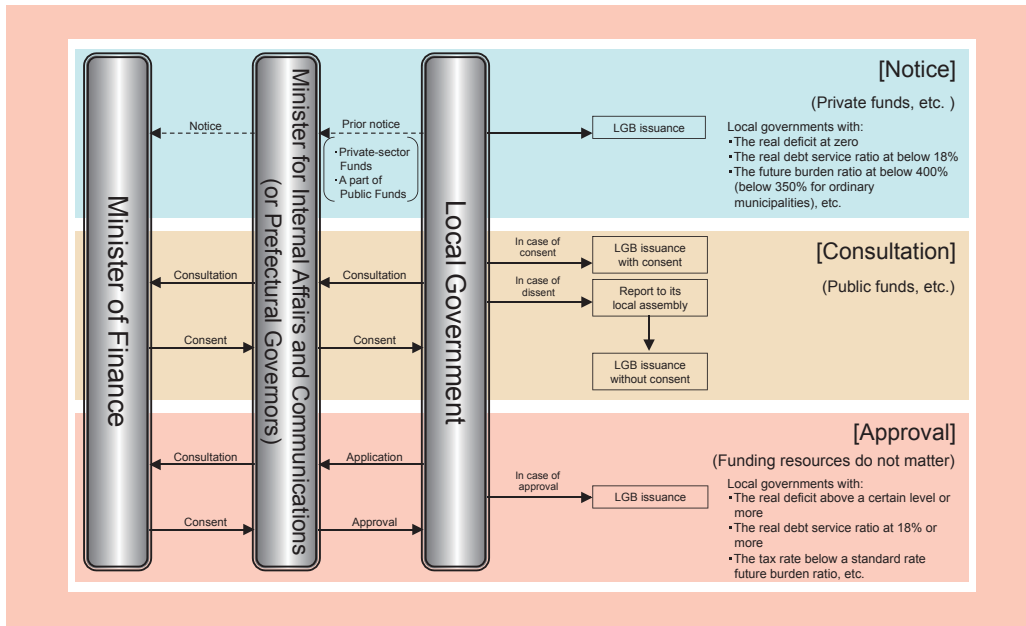 Minister of Finance
Minister for Internal Affairs and Communications
(or Prefectural Governors)
Local Government
[Notice]
(Private funds, etc. )
Notice
Prior notice
・Private-sector
Funds
・A part of
Public Funds
LGB issuance
Local governments with:
・The real deficit at zero
・The real debt service ratio at below 18%
・The future burden ratio at below 400%
(below 350% for ordinary
municipalities), etc.
[Consultation]
(Public funds, etc.)
Consultation
Consultation
Consent
Consent
In case of
consent
LGB issuance
with consent
In case of
dissent
Report to its
local assembly
LGB issuance
without consent
[Approval]
(Funding resources do not matter)
Consultation
Application
Consent
Approval
In case of
approval
LGB issuance
Local governments with:
・The real deficit above a certain level or
more
・The real debt service ratio at 18% or
more
・The tax rate below a standard rate
future burden ratio, etc.